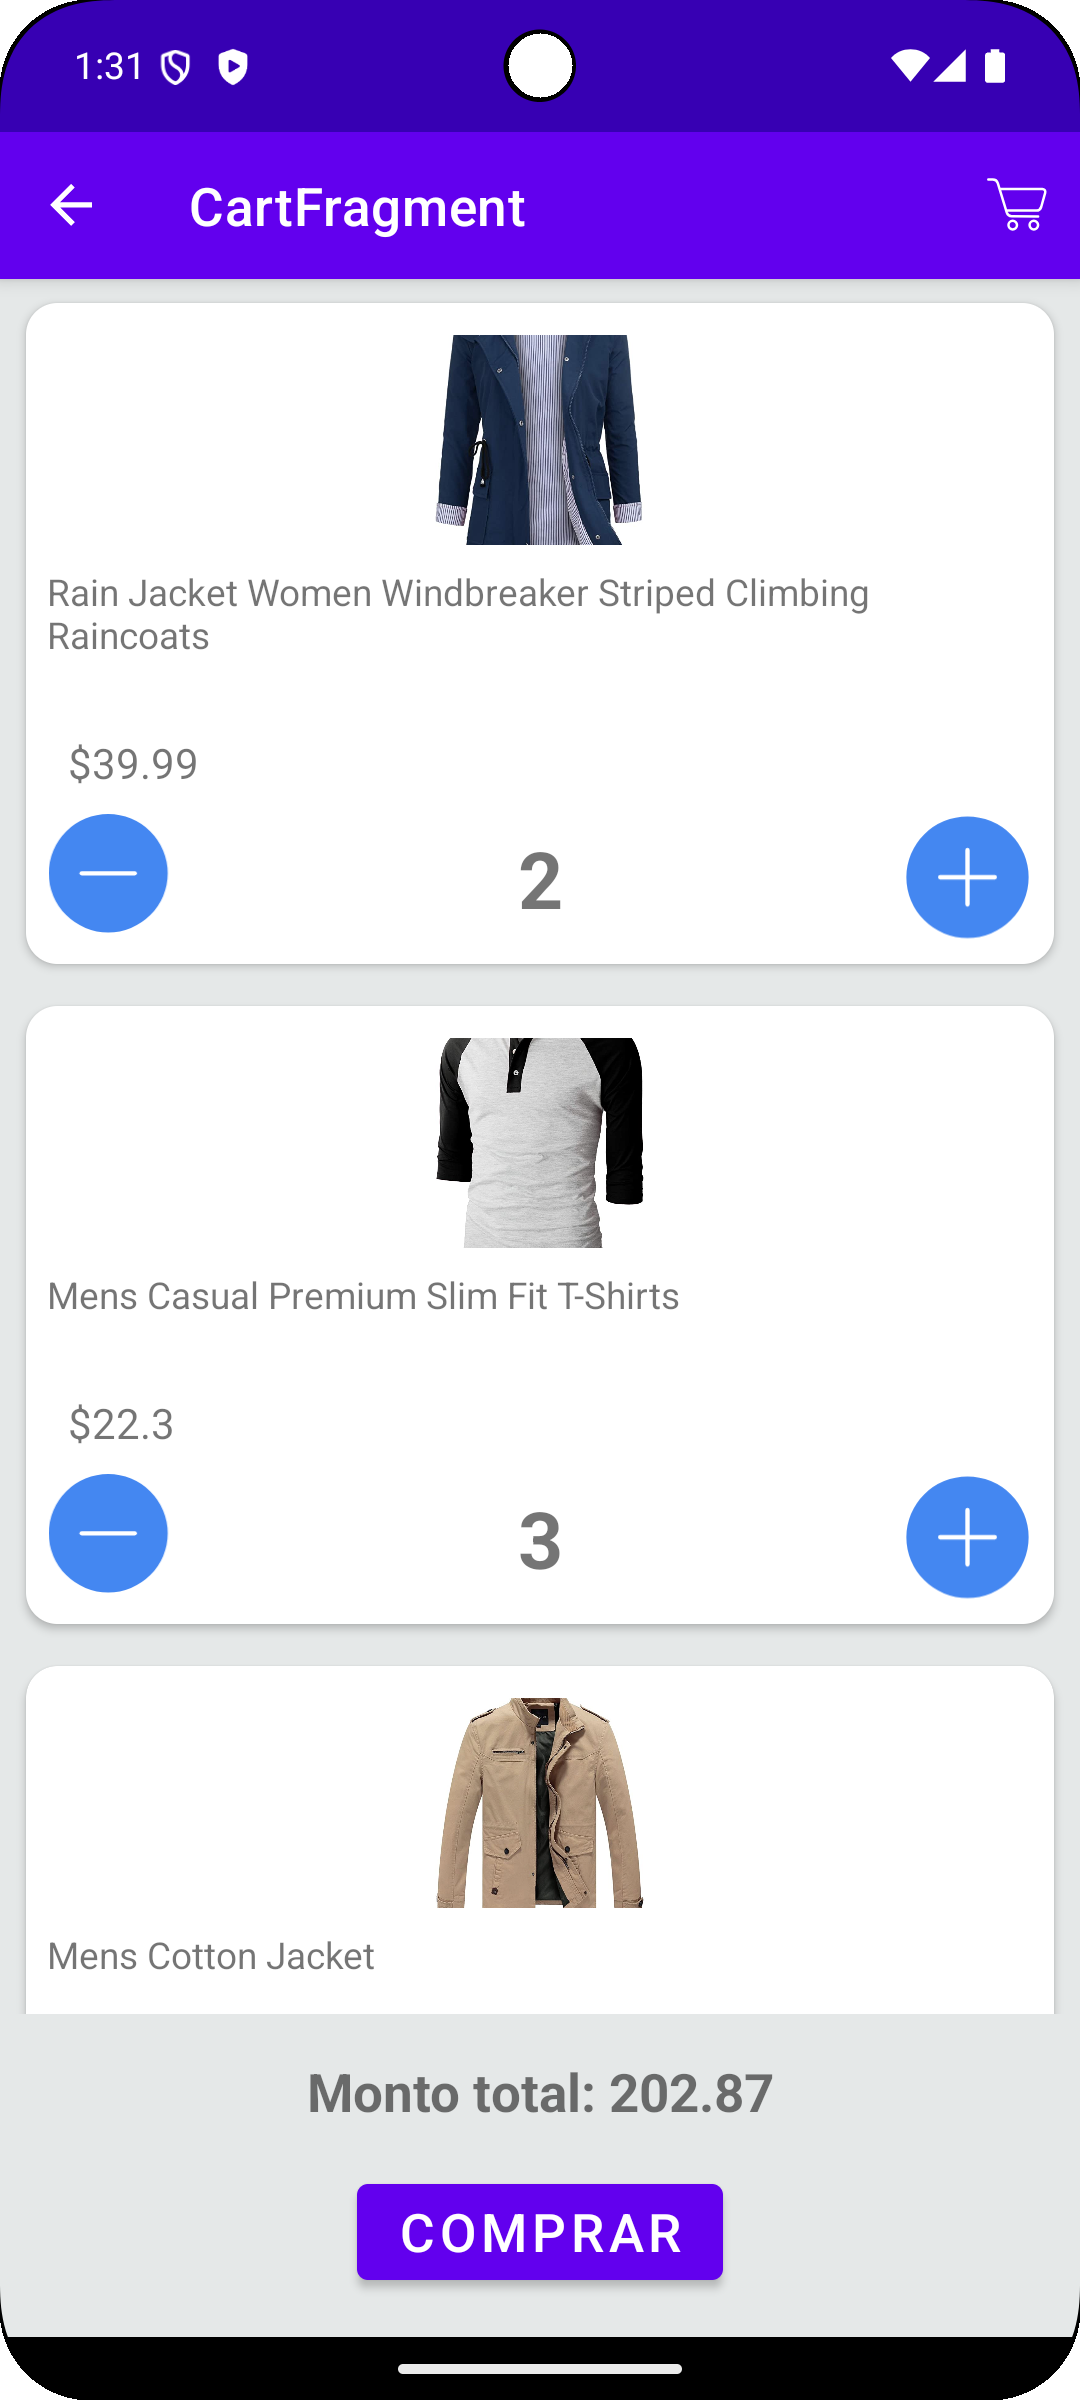 1:31
CartFragment
Rain Jacket Women Windbreaker Striped Climbing
Raincoats
$39.99
2
Mens Casual Premium Slim Fit T-Shirts
$22.3
3
Mens Cotton Jacket
Monto total: 202.87
COMPRAR